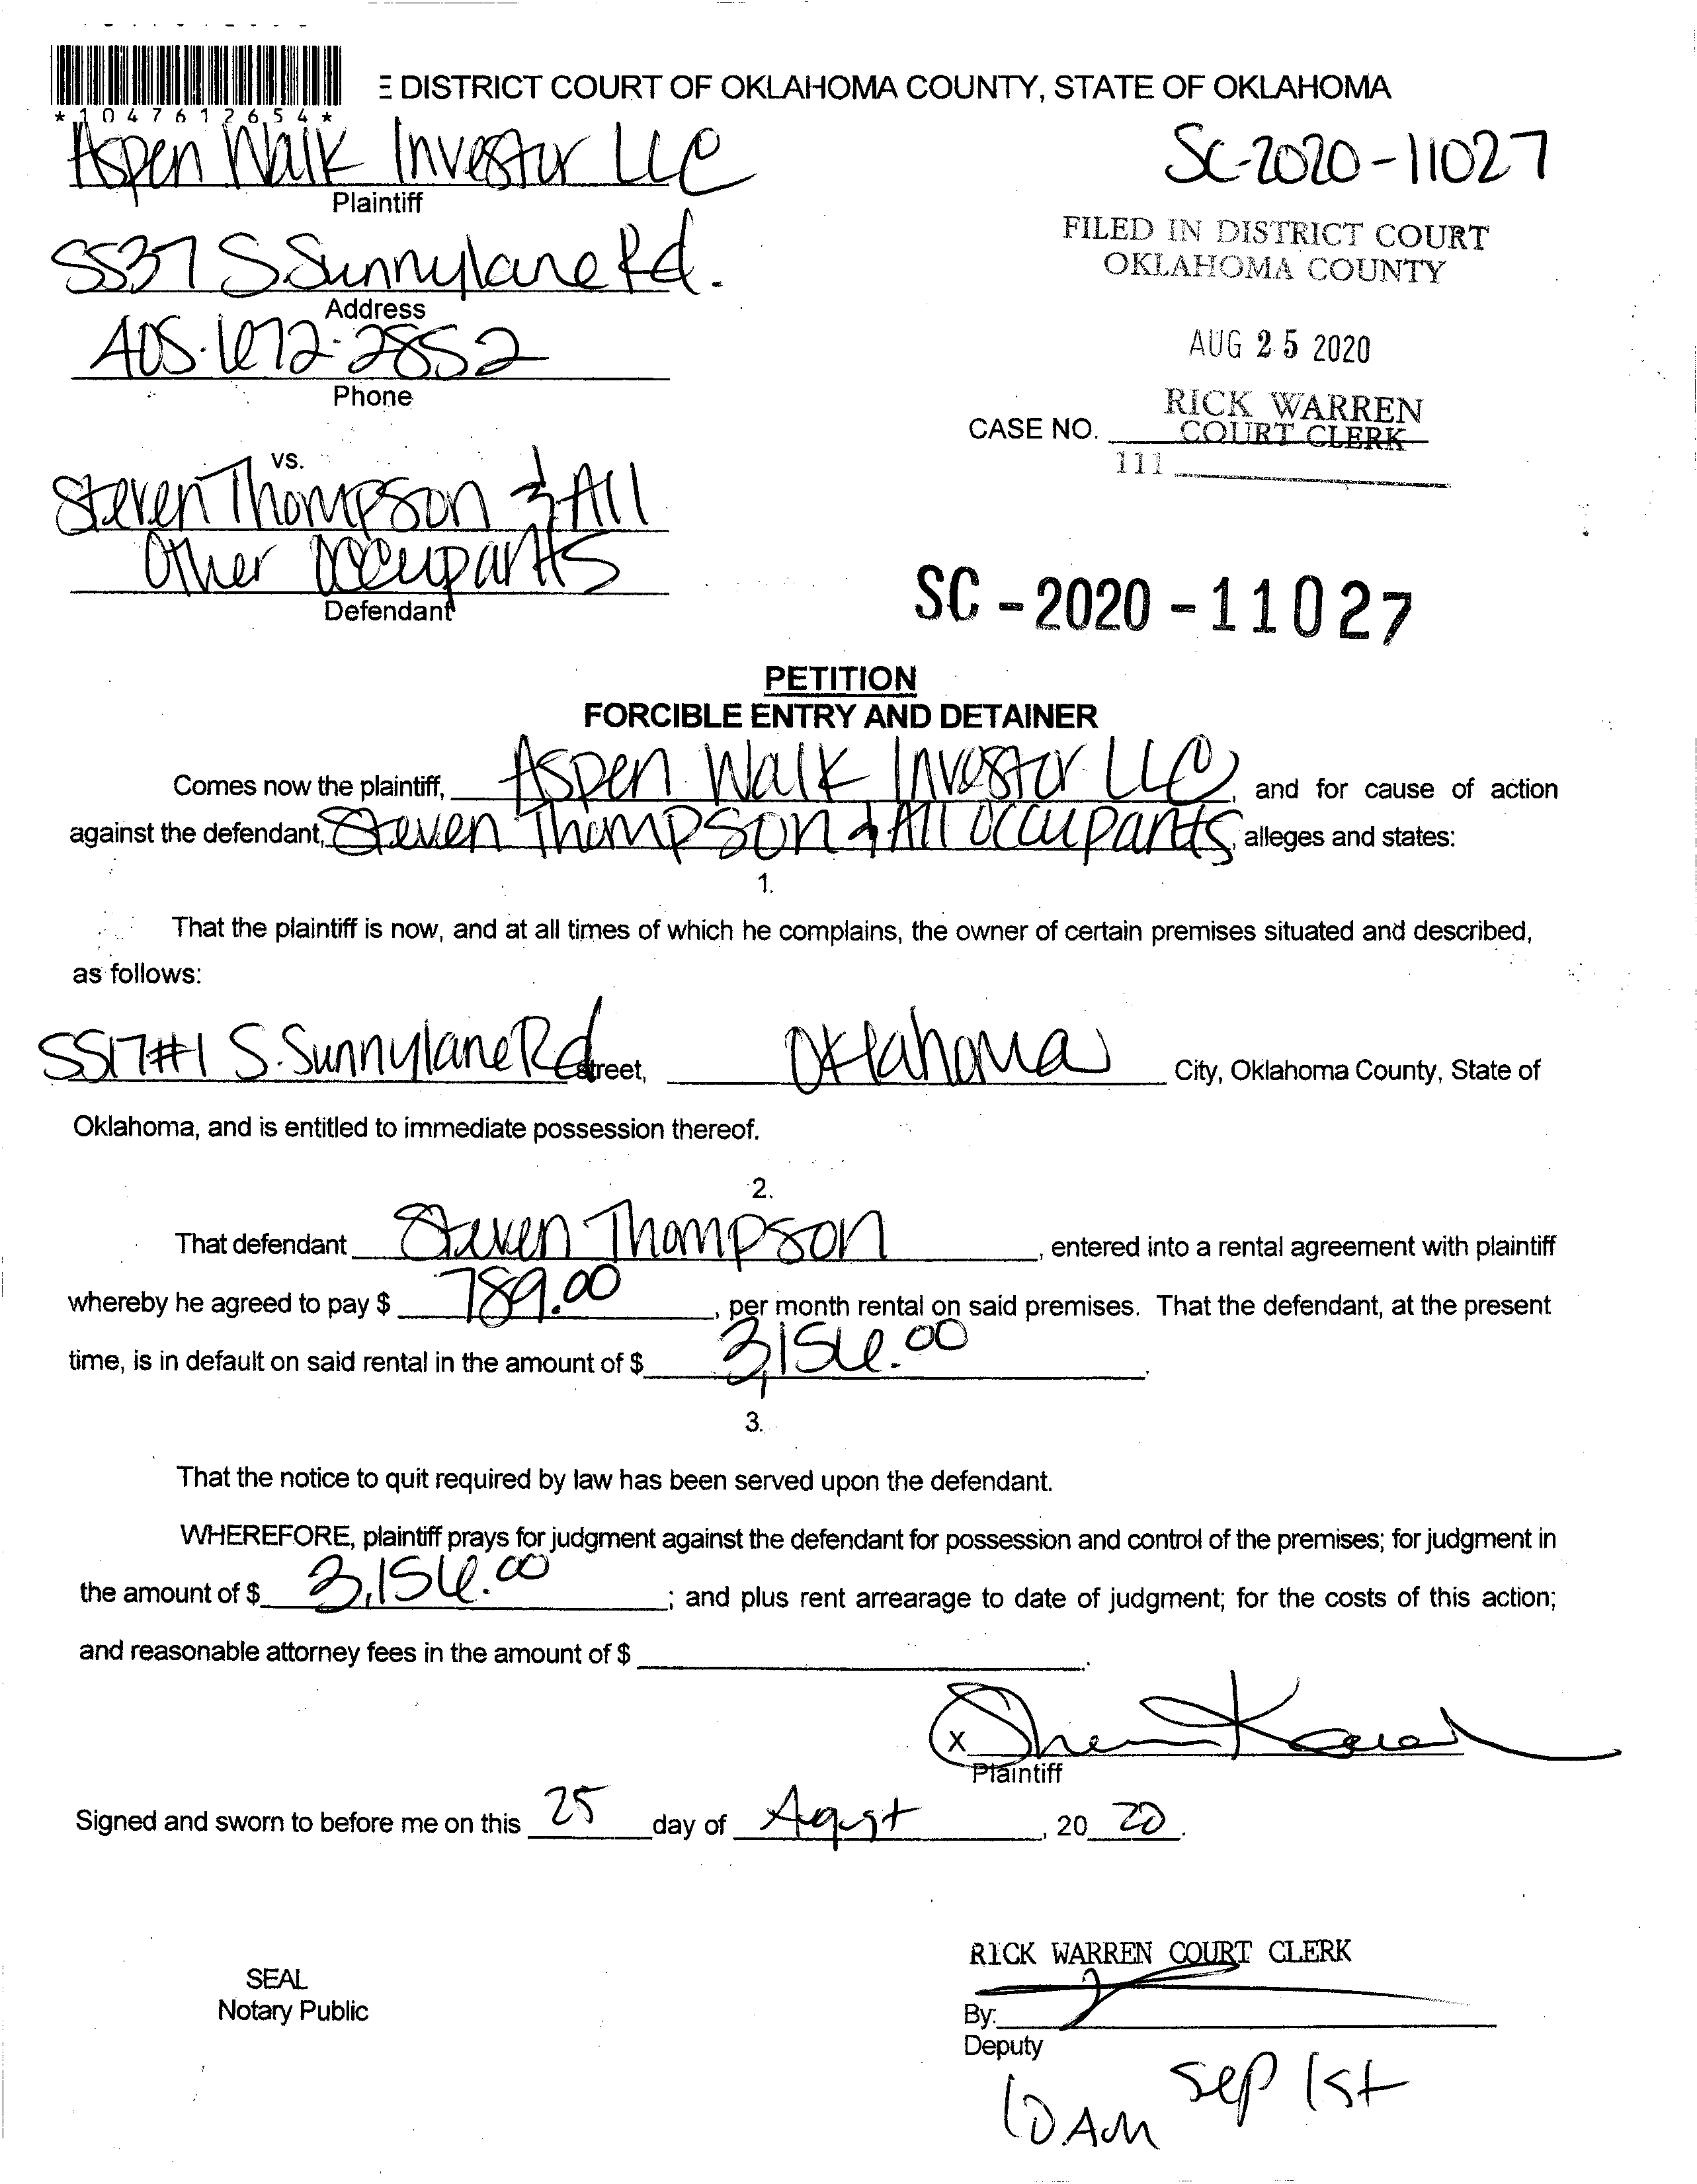 *1047612654*
E DISTRICT COURT OF OKLAHOMA COUNTY, STATE OF OKLAHOMA
Aspen Walk Investor LLC
Plaintiff
SC-2020-11027
5537 S Sunnylane Rd.
Address
FILED IN DISTRICT COURT
OKLAHOMA COUNTY
405-672-2852
Phone
AUG 25 2020
RICK WARREN
COURT CLERK
CASE NO.
111
vs.
Steven Thompson & All
Other Occupants
Defendant
SC-2020-11027
PETITION
FORCIBLE ENTRY AND DETAINER
Comes now the plaintiff, Aspen Walk Investor LLC, and for cause of action
against the defendant, Steven Thompson & All Occupants, alleges and states:
1.
That the plaintiff is now, and at all times of which he complains, the owner of certain premises situated and described,
as follows:
5517#1 S. Sunnylane Rd street, Oklahoma City, Oklahoma County, State of
Oklahoma, and is entitled to immediate possession thereof.
2.
That defendant Steven Thompson, entered into a rental agreement with plaintiff
whereby he agreed to pay $ 789.00, per month rental on said premises. That the defendant, at the present
time, is in default on said rental in the amount of $ 3,156.00.
3.
That the notice to quit required by law has been served upon the defendant.
WHEREFORE, plaintiff prays for judgment against the defendant for possession and control of the premises; for judgment in
the amount of $ 3,156.00; and plus rent arrearage to date of judgment; for the costs of this action;
and reasonable attorney fees in the amount of $.
X
Plaintiff
Signed and sworn to before me on this 25 day of Agust, 20 20.
RICK WARREN COURT CLERK
SEAL
Notary Public
By:
Deputy
10 AM Sep 1st